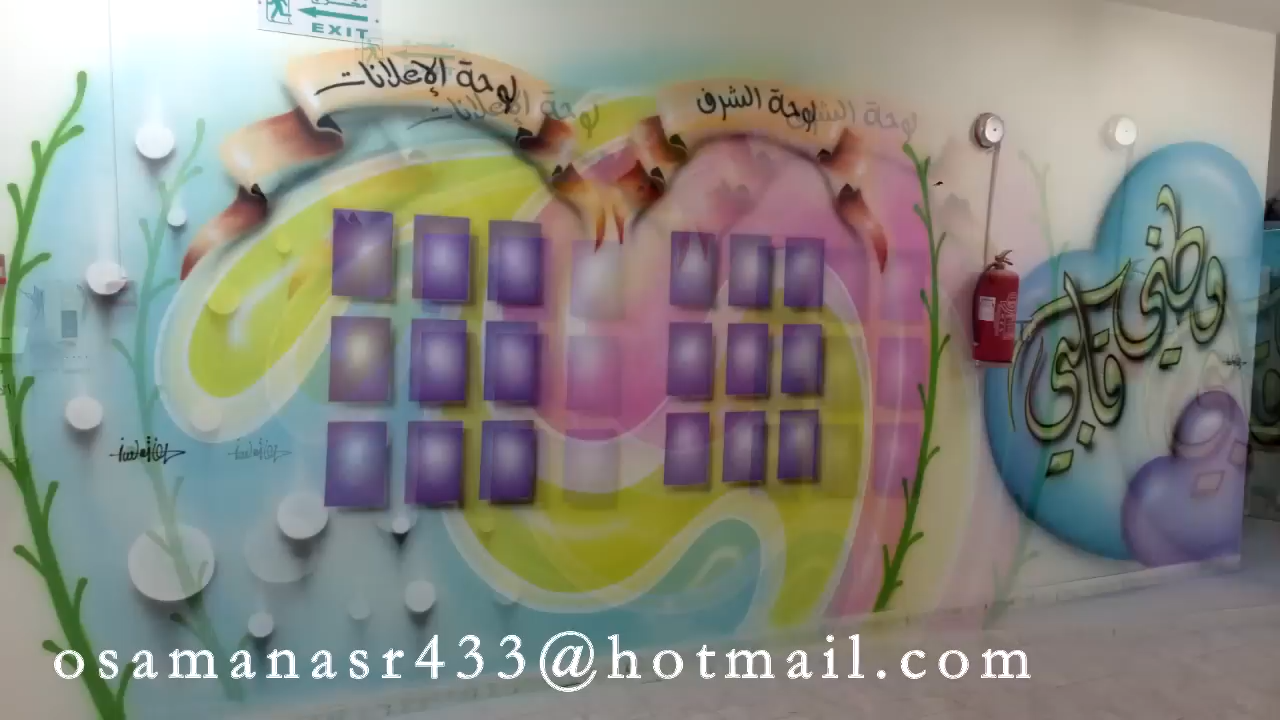 EXIT
لوحة الإعلانات
لوحة الشرف
وطني
قلبي
osamanasr433@hotmail.com